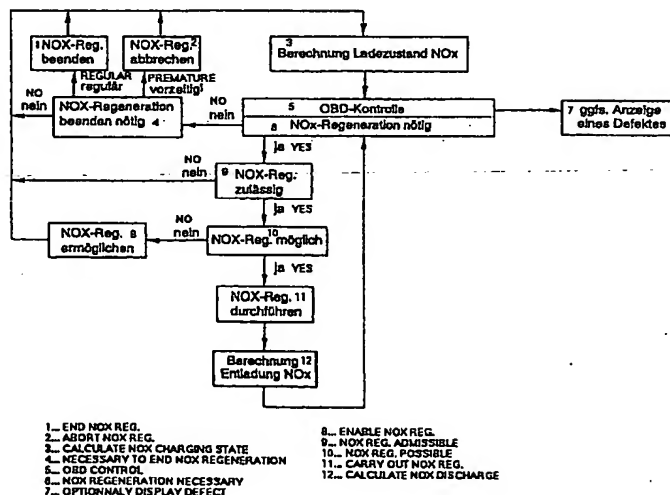 1 NOX-Reg.
beenden
NOX-Reg. 2
abbrechen
3
Berechnung Ladezustand NOx
REGULAR
regulär
PREMATURE
vorzeitig
NO
nein
NOX-Regeneration
beenden nötig 4
NO
nein
5 OBD-Kontrolle
6 NOx-Regeneration nötig
7 ggfs. Anzeige
eines Defektes
ja YES
NO
nein
9 NOX-Reg.
zulässig
ja YES
NOX-Reg. 8
ermöglichen
NO
nein
NOX-Reg. 10 möglich
ja YES
NOX-Reg. 11
durchführen
Berechnung 12
Entladung NOx
1... END NOX REG.
2... ABORT NOX REG.
3... CALCULATE NOX CHARGING STATE
4... NECESSARY TO END NOX REGENERATION
5... OBD CONTROL
6... NOX REGENERATION NECESSARY
7... OPTIONNALY DISPLAY DEFECT
8... ENABLE NOX REG.
9... NOX REG. ADMISSIBLE
10... NOX REG. POSSIBLE
11... CARRY OUT NOX REG.
12... CALCULATE NOX DISCHARGE